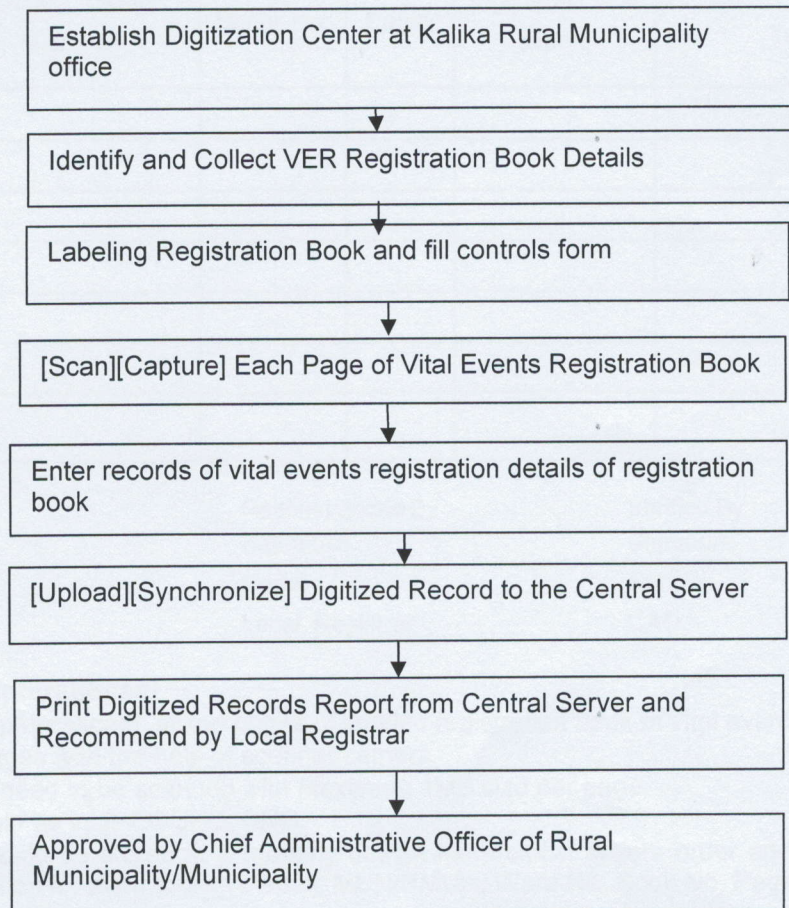 Establish Digitization Center at Kalika Rural Municipality
office
Identify and Collect VER Registration Book Details
Labeling Registration Book and fill controls form
[Scan][Capture] Each Page of Vital Events Registration Book
Enter records of vital events registration details of registration
book
[Upload][Synchronize] Digitized Record to the Central Server
Print Digitized Records Report from Central Server and
Recommend by Local Registrar
Approved by Chief Administrative Officer of Rural
Municipality/Municipality